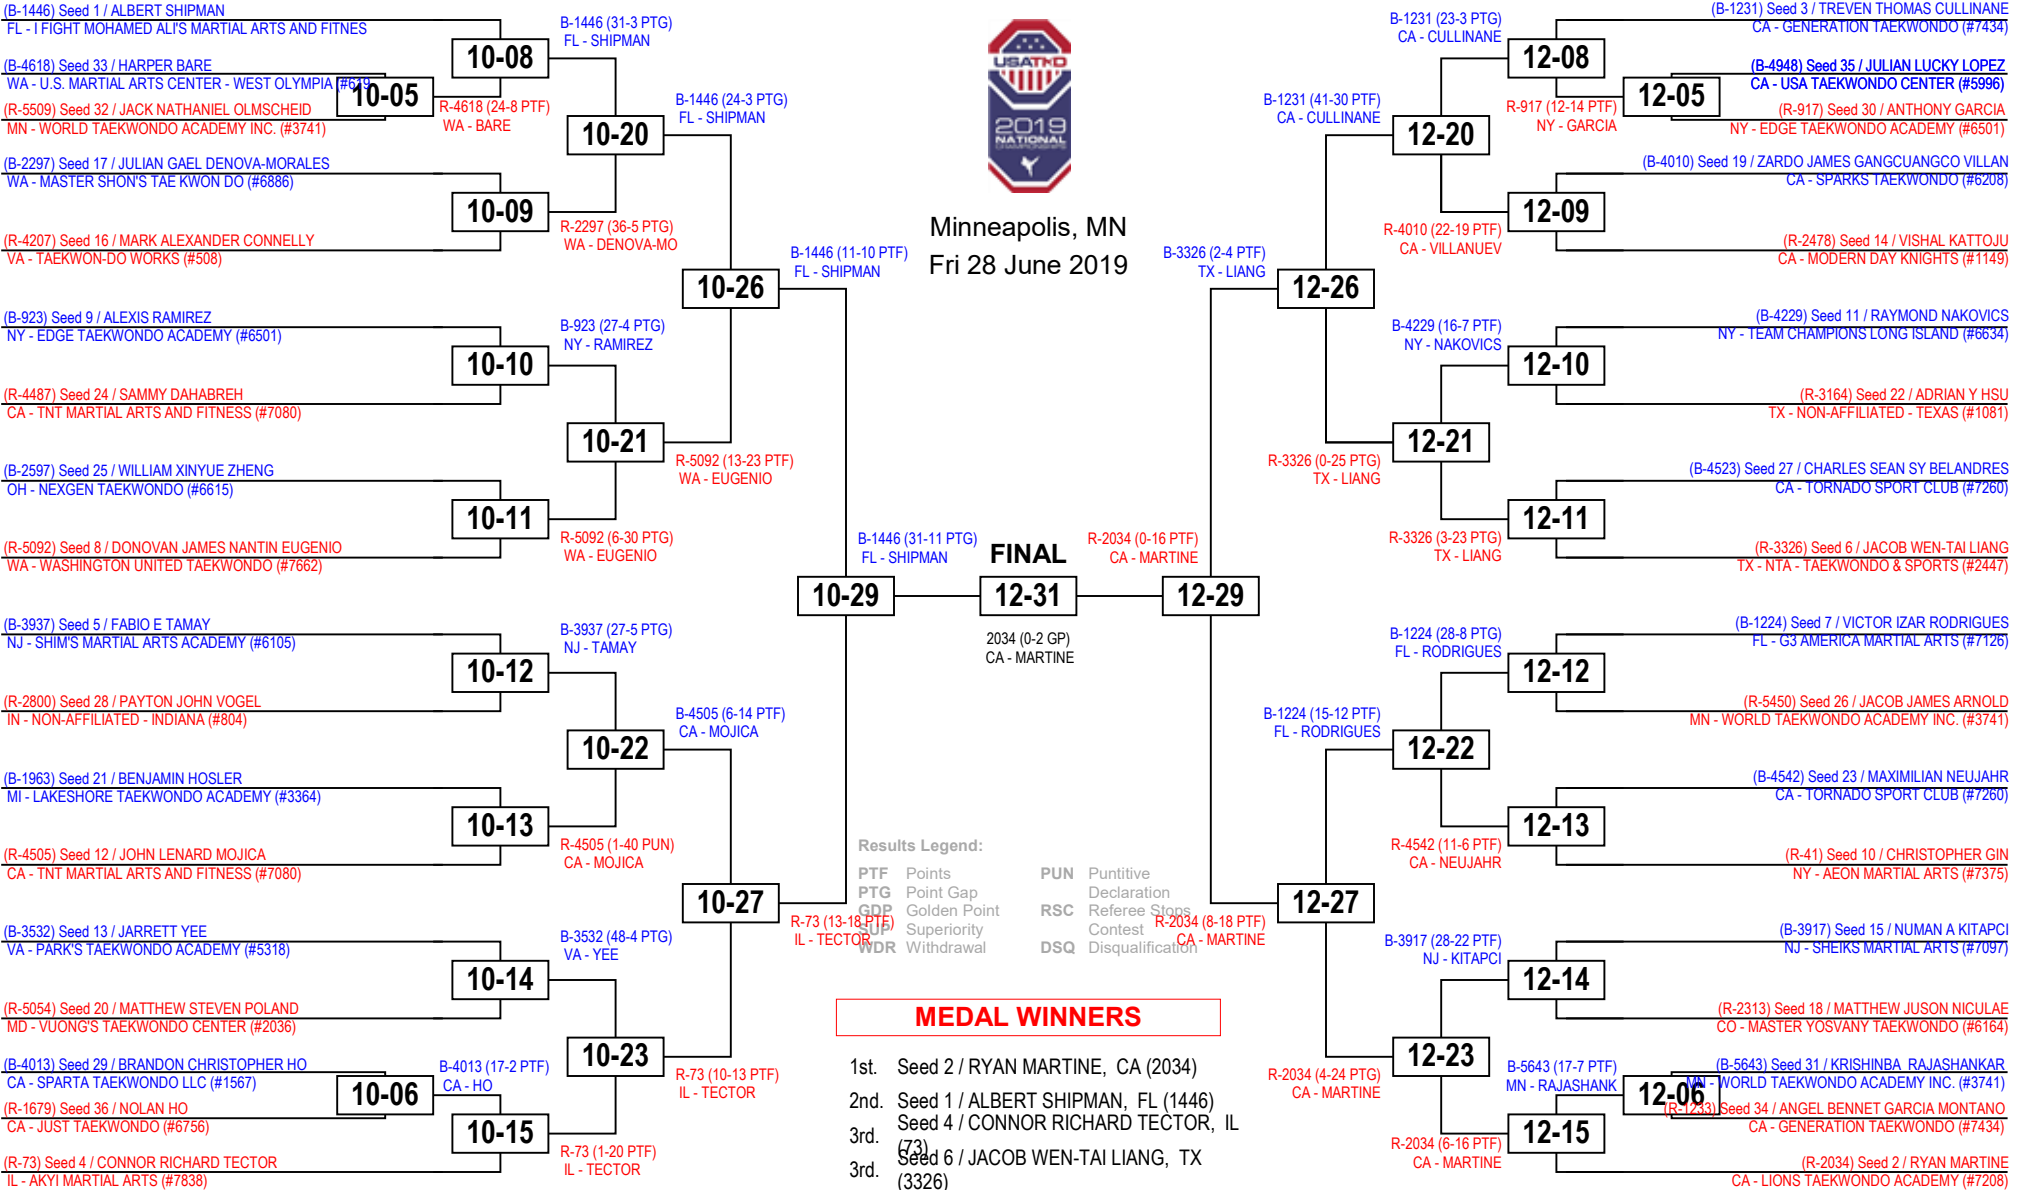 (B-1446) Seed 1 / ALBERT SHIPMAN
FL - I FIGHT MOHAMED ALI'S MARTIAL ARTS AND FITNES
(B-4618) Seed 33 / HARPER BARE
WA - U.S. MARTIAL ARTS CENTER - WEST OLYMPIA (#619
(R-5509) Seed 32 / JACK NATHANIEL OLMSCHEID
MN - WORLD TAEKWONDO ACADEMY INC. (#3741)
(B-2297) Seed 17 / JULIAN GAEL DENOVA-MORALES
WA - MASTER SHON'S TAE KWON DO (#6886)
(R-4207) Seed 16 / MARK ALEXANDER CONNELLY
VA - TAEKWON-DO WORKS (#508)
(B-923) Seed 9 / ALEXIS RAMIREZ
NY - EDGE TAEKWONDO ACADEMY (#6501)
(R-4487) Seed 24 / SAMMY DAHABREH
CA - TNT MARTIAL ARTS AND FITNESS (#7080)
(B-2597) Seed 25 / WILLIAM XINYUE ZHENG
OH - NEXGEN TAEKWONDO (#6615)
(R-5092) Seed 8 / DONOVAN JAMES NANTIN EUGENIO
WA - WASHINGTON UNITED TAEKWONDO (#7662)
(B-3937) Seed 5 / FABIO E TAMAY
NJ - SHIM'S MARTIAL ARTS ACADEMY (#6105)
(R-2800) Seed 28 / PAYTON JOHN VOGEL
IN - NON-AFFILIATED - INDIANA (#804)
(B-1963) Seed 21 / BENJAMIN HOSLER
MI - LAKESHORE TAEKWONDO ACADEMY (#3364)
(R-4505) Seed 12 / JOHN LENARD MOJICA
CA - TNT MARTIAL ARTS AND FITNESS (#7080)
(B-3532) Seed 13 / JARRETT YEE
VA - PARK'S TAEKWONDO ACADEMY (#5318)
(R-5054) Seed 20 / MATTHEW STEVEN POLAND
MD - VUONG'S TAEKWONDO CENTER (#2036)
(B-4013) Seed 29 / BRANDON CHRISTOPHER HO
CA - SPARTA TAEKWONDO LLC (#1567)
(R-1679) Seed 36 / NOLAN HO
CA - JUST TAEKWONDO (#6756)
(R-73) Seed 4 / CONNOR RICHARD TECTOR
IL - AKYI MARTIAL ARTS (#7838)
10-05
10-06
R-4618 (24-8 PTF)
WA - BARE
B-4013 (17-2 PTF)
CA - HO
10-08
10-09
10-10
10-11
10-12
10-13
10-14
10-15
B-1446 (31-3 PTG)
FL - SHIPMAN
R-2297 (36-5 PTG)
WA - DENOVA-MO
B-923 (27-4 PTG)
NY - RAMIREZ
R-5092 (6-30 PTG)
WA - EUGENIO
B-3937 (27-5 PTG)
NJ - TAMAY
R-4505 (1-40 PUN)
CA - MOJICA
B-3532 (48-4 PTG)
VA - YEE
R-73 (1-20 PTF)
IL - TECTOR
10-20
10-21
10-22
10-23
B-1446 (24-3 PTG)
FL - SHIPMAN
R-5092 (13-23 PTF)
WA - EUGENIO
B-4505 (6-14 PTF)
CA - MOJICA
R-73 (10-13 PTF)
IL - TECTOR
10-26
10-27
B-1446 (11-10 PTF)
FL - SHIPMAN
R-73 (13-18 PTF)
IL - TECTOR
10-29
B-1446 (31-11 PTG)
FL - SHIPMAN
USATKD
2019
NATIONAL
CHAMPIONSHIPS
Minneapolis, MN
Fri 28 June 2019
FINAL
12-31
2034 (0-2 GP)
CA - MARTINE
R-2034 (0-16 PTF)
CA - MARTINE
12-29
B-3326 (2-4 PTF)
TX - LIANG
R-2034 (8-18 PTF)
CA - MARTINE
12-26
12-27
B-1231 (41-30 PTF)
CA - CULLINANE
R-3326 (0-25 PTG)
TX - LIANG
B-1224 (15-12 PTF)
FL - RODRIGUES
R-2034 (4-24 PTG)
CA - MARTINE
12-20
12-21
12-22
12-23
B-1231 (23-3 PTG)
CA - CULLINANE
R-4010 (22-19 PTF)
CA - VILLANUEV
B-4229 (16-7 PTF)
NY - NAKOVICS
R-3326 (3-23 PTG)
TX - LIANG
B-1224 (28-8 PTG)
FL - RODRIGUES
R-4542 (11-6 PTF)
CA - NEUJAHR
B-3917 (28-22 PTF)
NJ - KITAPCI
R-2034 (6-16 PTF)
CA - MARTINE
12-08
12-09
12-10
12-11
12-12
12-13
12-14
12-15
R-917 (12-14 PTF)
NY - GARCIA
B-5643 (17-7 PTF)
MN - RAJASHANK
12-05
12-06
(B-1231) Seed 3 / TREVEN THOMAS CULLINANE
CA - GENERATION TAEKWONDO (#7434)
(B-4948) Seed 35 / JULIAN LUCKY LOPEZ
CA - USA TAEKWONDO CENTER (#5996)
(R-917) Seed 30 / ANTHONY GARCIA
NY - EDGE TAEKWONDO ACADEMY (#6501)
(B-4010) Seed 19 / ZARDO JAMES GANGCUANGCO VILLAN
CA - SPARKS TAEKWONDO (#6208)
(R-2478) Seed 14 / VISHAL KATTOJU
CA - MODERN DAY KNIGHTS (#1149)
(B-4229) Seed 11 / RAYMOND NAKOVICS
NY - TEAM CHAMPIONS LONG ISLAND (#6634)
(R-3164) Seed 22 / ADRIAN Y HSU
TX - NON-AFFILIATED - TEXAS (#1081)
(B-4523) Seed 27 / CHARLES SEAN SY BELANDRES
CA - TORNADO SPORT CLUB (#7260)
(R-3326) Seed 6 / JACOB WEN-TAI LIANG
TX - NTA - TAEKWONDO & SPORTS (#2447)
(B-1224) Seed 7 / VICTOR IZAR RODRIGUES
FL - G3 AMERICA MARTIAL ARTS (#7126)
(R-5450) Seed 26 / JACOB JAMES ARNOLD
MN - WORLD TAEKWONDO ACADEMY INC. (#3741)
(B-4542) Seed 23 / MAXIMILIAN NEUJAHR
CA - TORNADO SPORT CLUB (#7260)
(R-41) Seed 10 / CHRISTOPHER GIN
NY - AEON MARTIAL ARTS (#7375)
(B-3917) Seed 15 / NUMAN A KITAPCI
NJ - SHEIKS MARTIAL ARTS (#7097)
(R-2313) Seed 18 / MATTHEW JUSON NICULAE
CO - MASTER YOSVANY TAEKWONDO (#6164)
(B-5643) Seed 31 / KRISHINBA RAJASHANKAR
MN - WORLD TAEKWONDO ACADEMY INC. (#3741)
(R-1233) Seed 34 / ANGEL BENNET GARCIA MONTANO
CA - GENERATION TAEKWONDO (#7434)
(R-2034) Seed 2 / RYAN MARTINE
CA - LIONS TAEKWONDO ACADEMY (#7208)
Results Legend:
PTF Points
PTG Point Gap
GDP Golden Point
SUP Superiority
WDR Withdrawal
PUN Puntitive
Declaration
RSC Referee Stops
Contest
DSQ Disqualification
MEDAL WINNERS
1st. Seed 2 / RYAN MARTINE, CA (2034)
2nd. Seed 1 / ALBERT SHIPMAN, FL (1446)
3rd. Seed 4 / CONNOR RICHARD TECTOR, IL
(73)
3rd. Seed 6 / JACOB WEN-TAI LIANG, TX
(3326)